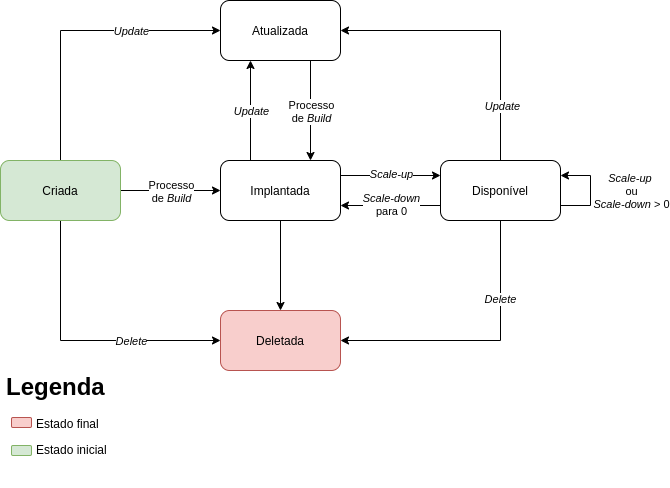 Atualizada
Update
Update
Update
Processo
de Build
Criada
Processo
de Build
Implantada
Scale-up
Scale-down
para 0
Disponível
Scale-up
ou
Scale-down > 0
Delete
Delete
Deletada
Legenda
Estado final
Estado inicial